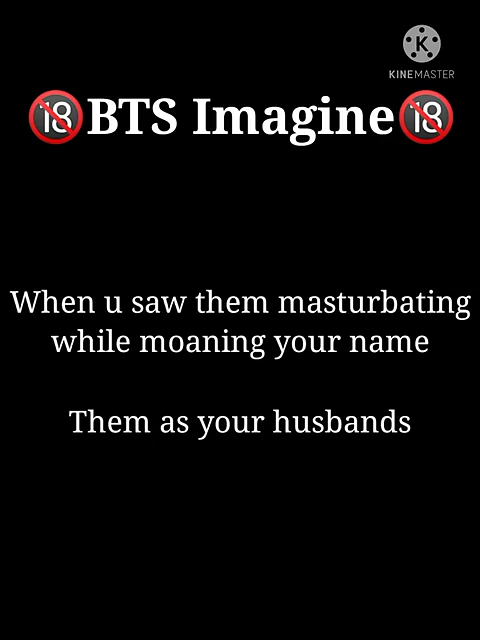 KINEMASTER
🔞BTS Imagine🔞
When u saw them masturbating
while moaning your name
Them as your husbands